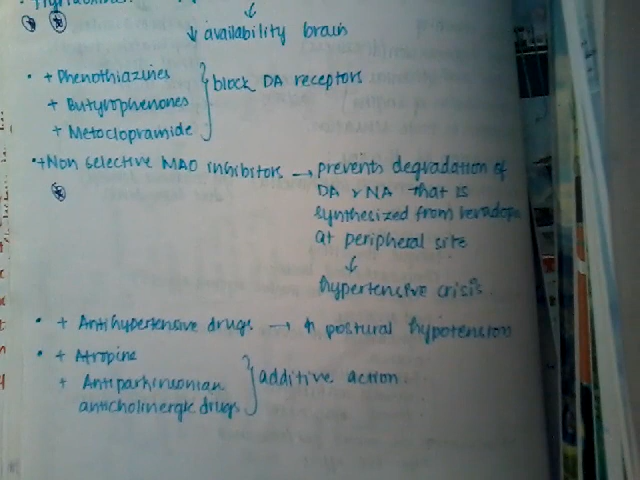 ↓
↓ availability brain
• + Phenothiazines
+ Butyrophenones
+ Metoclopramide
block DA receptors
• + Non selective MAO inhibitors → prevents degradation of
DA & NA that is
synthesized from levodopa
at peripheral site
↓
hypertensive crisis.
• + Antihypertensive drugs → ↑ postural hypotension
• + Atropine
+ Antiparkinsonian
anticholinergic drugs
additive action.